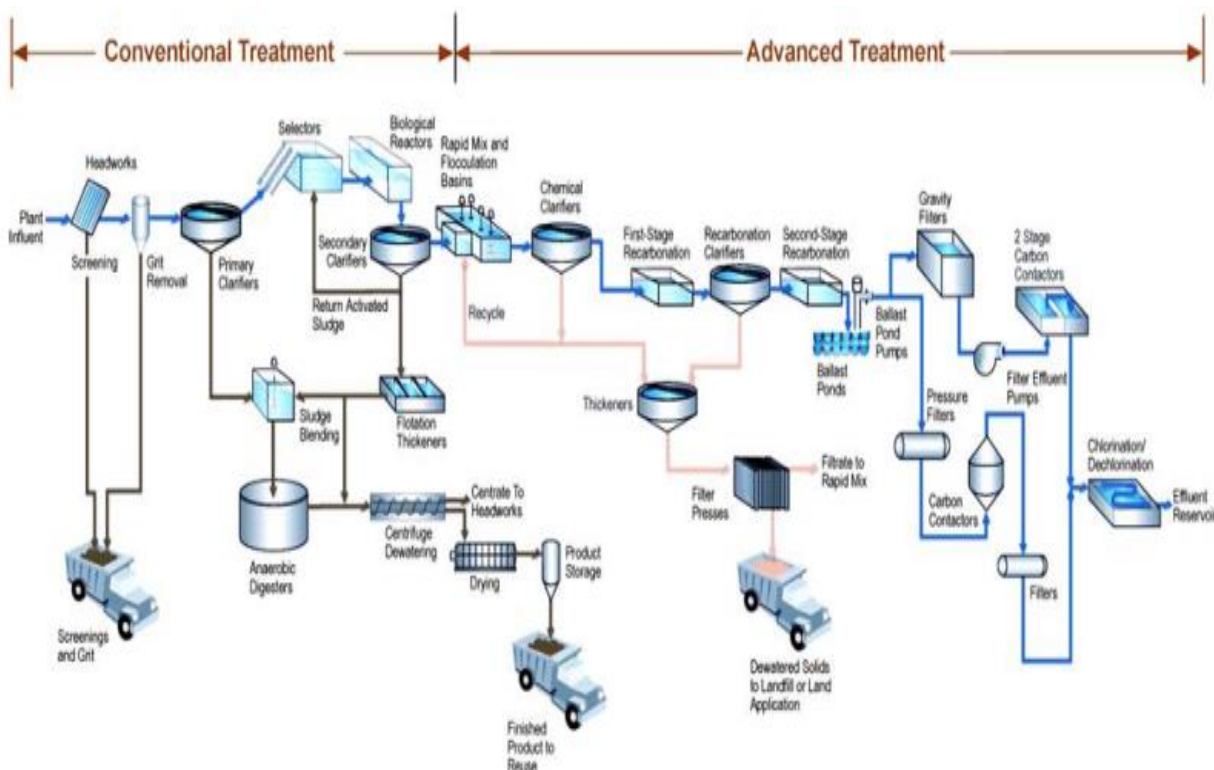 Conventional Treatment
Advanced Treatment
Headworks
Plant
Influent
Screening
Grit
Removal
Primary
Clarifiers
Selectors
Biological
Reactors
Secondary
Clarifiers
Return Activated
Sludge
Rapid Mix and
Flocculation
Basins
Recycle
Chemical
Clarifiers
First-Stage
Recarbonation
Recarbonation
Clarifiers
Second-Stage
Recarbonation
Ballast
Ponds
Ballast
Pond
Pumps
Gravity
Filters
2 Stage
Carbon
Contactors
Filter Effluent
Pumps
Pressure
Filters
Carbon
Contactors
Filters
Chlorination/
Dechlorination
Effluent
Reservoi
Sludge
Blending
Flotation
Thickeners
Thickeners
Filter
Presses
Filtrate to
Rapid Mix
Anaerobic
Digesters
Centrifuge
Dewatering
Centrate To
Headworks
Drying
Product
Storage
Screenings
and Grit
Finished
Product to
Reuse
Dewatered Solids
to Landfill or Land
Application